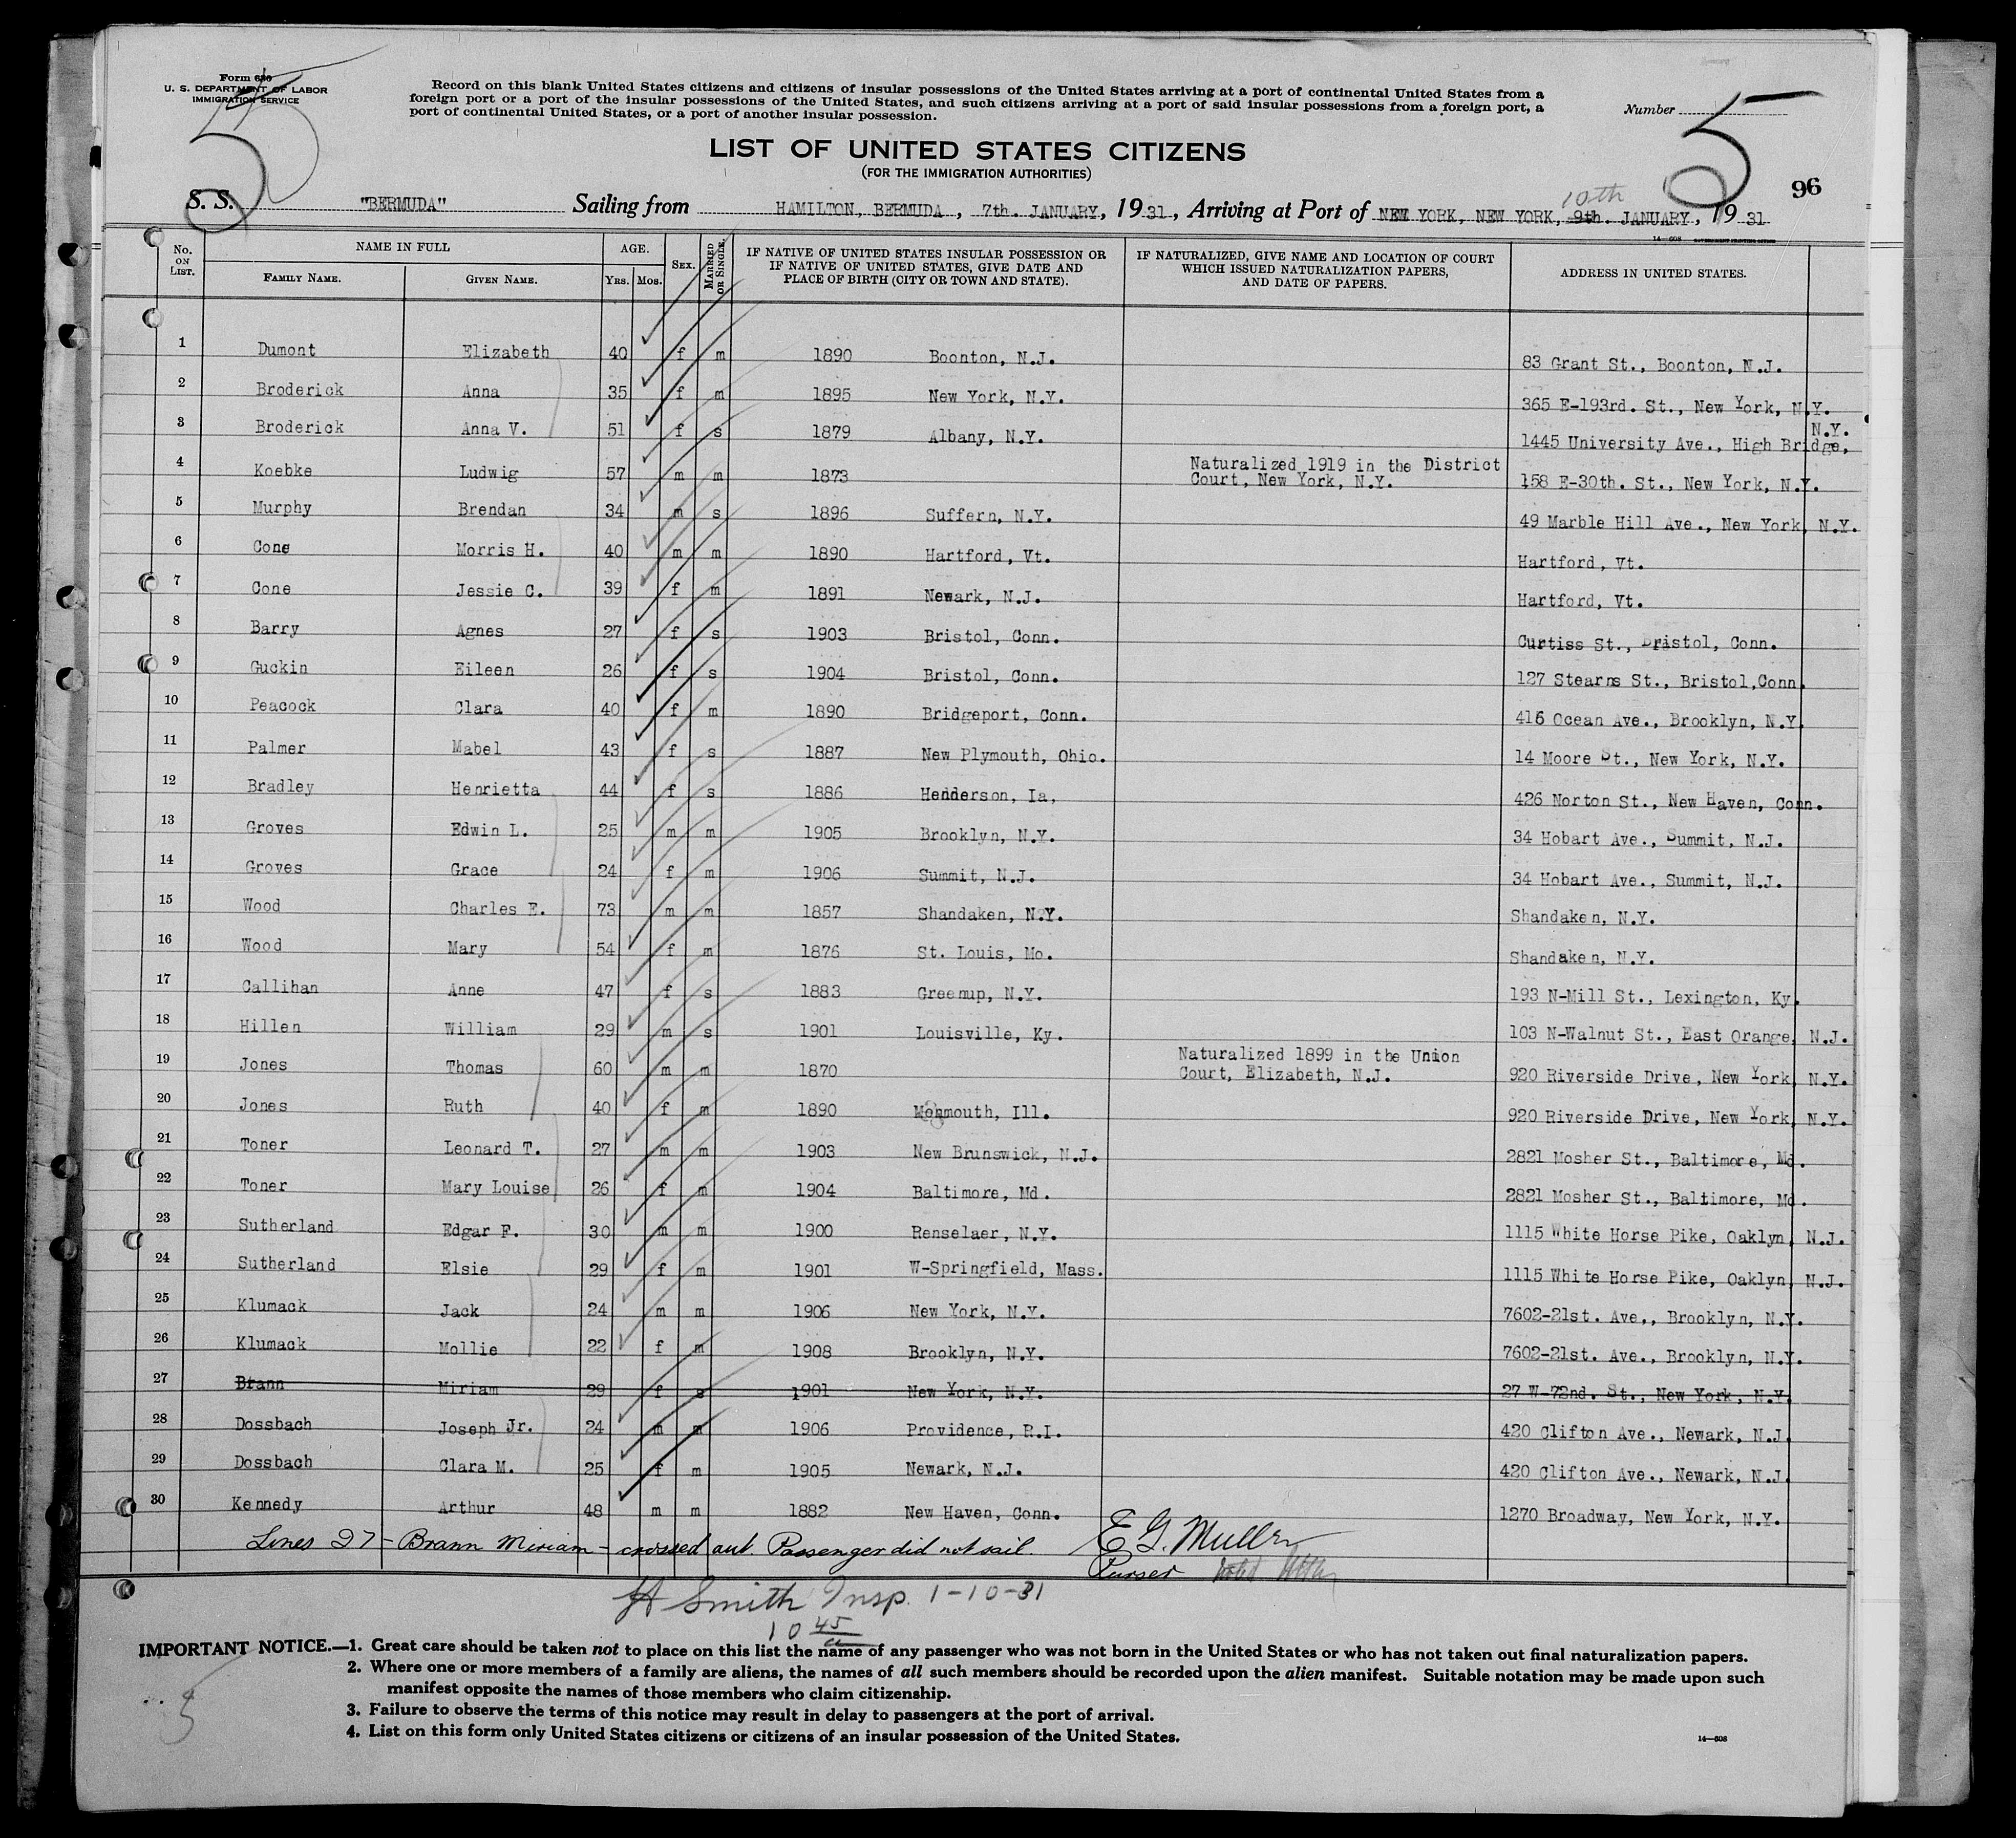 Form 630
U. S. DEPARTMENT OF LABOR
IMMIGRATION SERVICE
Record on this blank United States citizens and citizens of insular possessions of the United States arriving at a port of continental United States from a
foreign port or a port of the insular possessions of the United States, and such citizens arriving at a port of said insular possessions from a foreign port, a
port of continental United States, or a port of another insular possession.
Number 5
5
LIST OF UNITED STATES CITIZENS
(FOR THE IMMIGRATION AUTHORITIES)
96
10th
S. S. "BERMUDA" Sailing from HAMILTON, BERMUDA, 7th. JANUARY, 1931, Arriving at Port of NEW YORK, NEW YORK, 9th. JANUARY, 1931
14—608 GOVERNMENT PRINTING OFFICE
No. ON LIST. NAME IN FULL FAMILY NAME. GIVEN NAME. AGE. YRS. MOS. SEX. MARRIED OR SINGLE. IF NATIVE OF UNITED STATES INSULAR POSSESSION OR IF NATIVE OF UNITED STATES, GIVE DATE AND PLACE OF BIRTH (CITY OR TOWN AND STATE). IF NATURALIZED, GIVE NAME AND LOCATION OF COURT WHICH ISSUED NATURALIZATION PAPERS, AND DATE OF PAPERS. ADDRESS IN UNITED STATES.
1 Dumont Elizabeth 40 f m 1890 Boonton, N.J. 83 Grant St., Boonton, N.J.
2 Broderick Anna 35 f m 1895 New York, N.Y. 365 E-193rd. St., New York, N.Y.
3 Broderick Anna V. 51 f s 1879 Albany, N.Y. 1445 University Ave., High Bridge, N.Y.
4 Koebke Ludwig 57 m m 1873 Naturalized 1919 in the District Court, New York, N.Y. 158 E-30th. St., New York, N.Y.
5 Murphy Brendan 34 m s 1896 Suffern, N.Y. 49 Marble Hill Ave., New York, N.Y.
6 Cone Morris H. 40 m m 1890 Hartford, Vt. Hartford, Vt.
7 Cone Jessie C. 39 f m 1891 Newark, N.J. Hartford, Vt.
8 Barry Agnes 27 f s 1903 Bristol, Conn. Curtiss St., Bristol, Conn.
9 Guckin Eileen 26 f s 1904 Bristol, Conn. 127 Stearns St., Bristol,Conn.
10 Peacock Clara 40 f m 1890 Bridgeport, Conn. 416 Ocean Ave., Brooklyn, N.Y.
11 Palmer Mabel 43 f s 1887 New Plymouth, Ohio. 14 Moore St., New York, N.Y.
12 Bradley Henrietta 44 f s 1886 Henderson, Ia, 426 Norton St., New Haven, Conn.
13 Groves Edwin L. 25 m m 1905 Brooklyn, N.Y. 34 Hobart Ave., Summit, N.J.
14 Groves Grace 24 f m 1906 Summit, N.J. 34 Hobart Ave., Summit, N.J.
15 Wood Charles E. 73 m m 1857 Shandaken, N.Y. Shandaken, N.Y.
16 Wood Mary 54 f m 1876 St. Louis, Mo. Shandaken, N.Y.
17 Callihan Anne 47 f s 1883 Greenup, N.Y. 193 N-Mill St., Lexington, Ky.
18 Hillen William 29 m s 1901 Louisville, Ky. 103 N-Walnut St., East Orange, N.J.
19 Jones Thomas 60 m m 1870 Naturalized 1899 in the Union Court, Elizabeth, N.J. 920 Riverside Drive, New York, N.Y.
20 Jones Ruth 40 f m 1890 Monmouth, Ill. 920 Riverside Drive, New York, N.Y.
21 Toner Leonard T. 27 m m 1903 New Brunswick, N.J. 2821 Mosher St., Baltimore, Md.
22 Toner Mary Louise 26 f m 1904 Baltimore, Md. 2821 Mosher St., Baltimore, Md.
23 Sutherland Edgar F. 30 m m 1900 Renselaer, N.Y. 1115 White Horse Pike, Oaklyn, N.J.
24 Sutherland Elsie 29 f m 1901 W-Springfield, Mass. 1115 White Horse Pike, Oaklyn, N.J.
25 Klumack Jack 24 m m 1906 New York, N.Y. 7602-21st. Ave., Brooklyn, N.Y.
26 Klumack Mollie 22 f m 1908 Brooklyn, N.Y. 7602-21st. Ave., Brooklyn, N.Y.
27 Brann Miriam 29 f s 1901 New York, N.Y. 27 W-72nd. St., New York, N.Y.
28 Dossbach Joseph Jr. 24 m m 1906 Providence, R.I. 420 Clifton Ave., Newark, N.J.
29 Dossbach Clara M. 25 f m 1905 Newark, N.J. 420 Clifton Ave., Newark, N.J.
30 Kennedy Arthur 48 m m 1882 New Haven, Conn. 1270 Broadway, New York, N.Y.
Lines 27 - Brann Miriam - crossed out. Passenger did not sail. E G. Muller
Purser
H Smith Insp. 1-10-31
10 45 a
IMPORTANT NOTICE.—1. Great care should be taken not to place on this list the name of any passenger who was not born in the United States or who has not taken out final naturalization papers.
2. Where one or more members of a family are aliens, the names of all such members should be recorded upon the alien manifest. Suitable notation may be made upon such
manifest opposite the names of those members who claim citizenship.
3. Failure to observe the terms of this notice may result in delay to passengers at the port of arrival.
4. List on this form only United States citizens or citizens of an insular possession of the United States.
5
14—608